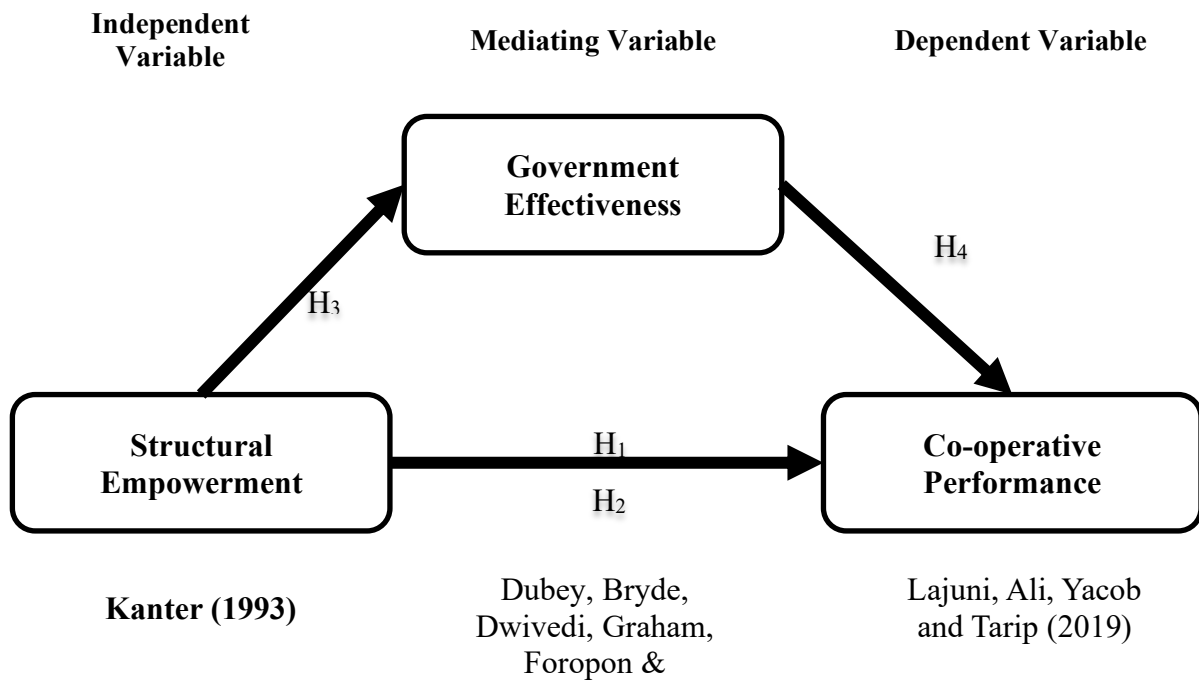 Independent
Variable
Mediating Variable
Dependent Variable
Government
Effectiveness
H₃
H₄
Structural
Empowerment
H₁
H₂
Co-operative
Performance
Kanter (1993)
Dubey, Bryde,
Dwivedi, Graham,
Foropon &
Lajuni, Ali, Yacob
and Tarip (2019)